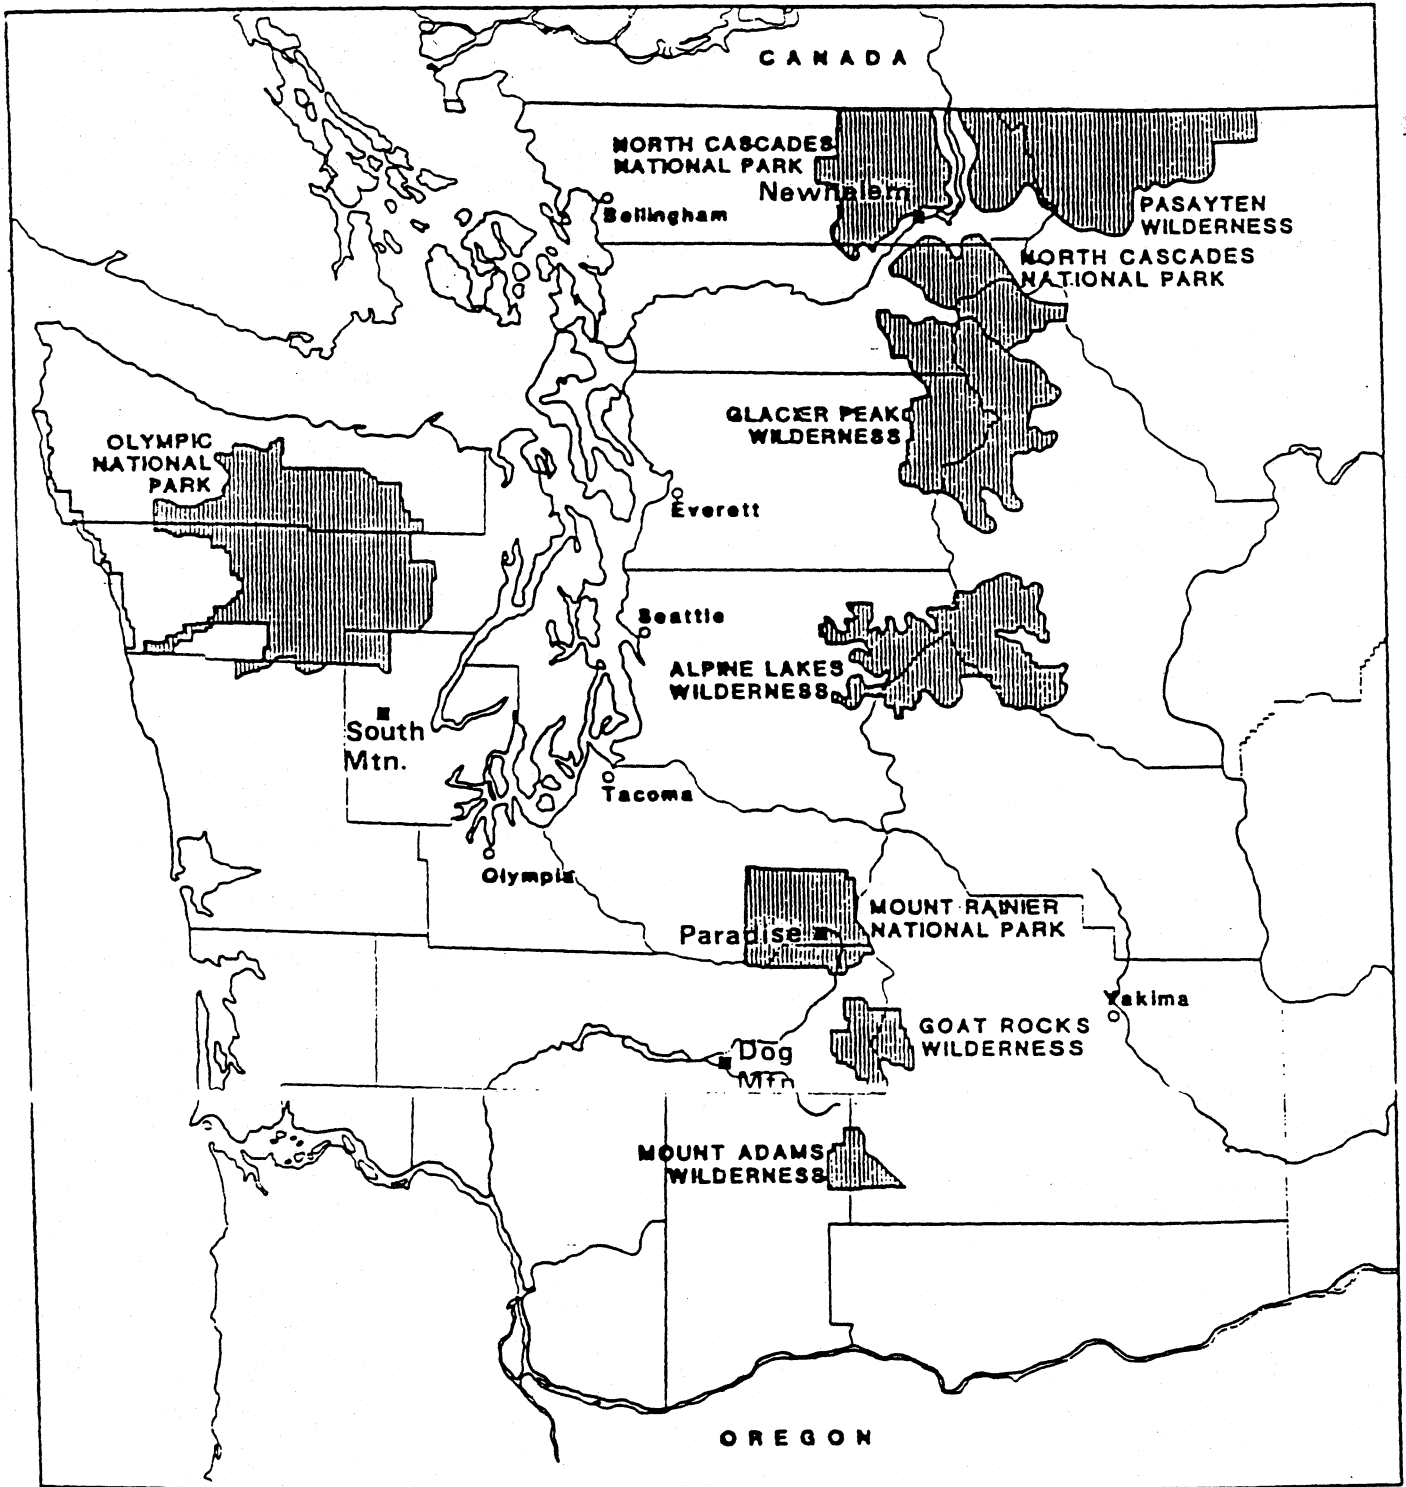 CANADA
NORTH CASCADES
NATIONAL PARK
Newhalem
Bellingham
PASAYTEN
WILDERNESS
NORTH CASCADES
NATIONAL PARK
GLACIER PEAK
WILDERNESS
OLYMPIC
NATIONAL
PARK
Everett
Seattle
ALPINE LAKES
WILDERNESS
South
Mtn.
Tacoma
Olympia
MOUNT RAINIER
NATIONAL PARK
Paradise
Yakima
GOAT ROCKS
WILDERNESS
Dog
Mtn
MOUNT ADAMS
WILDERNESS
OREGON